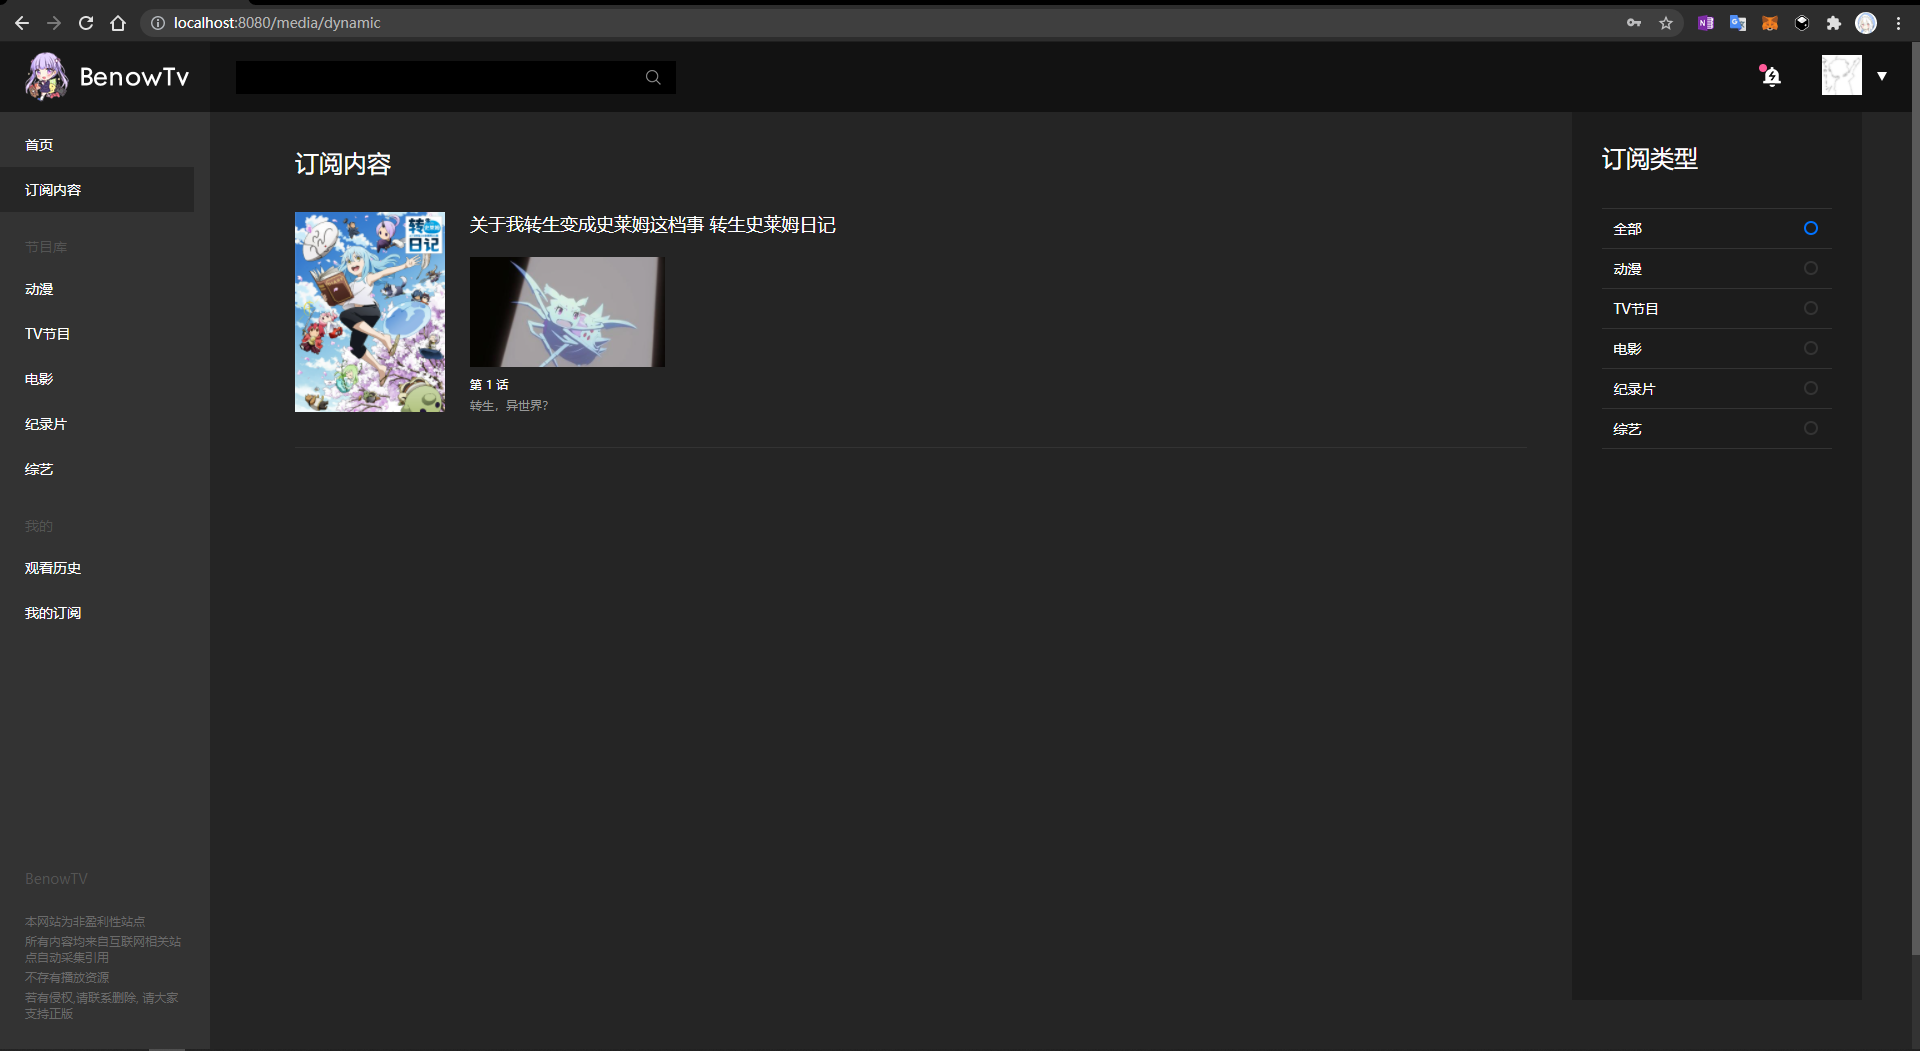 localhost:8080/media/dynamic
BenowTv
首页
订阅内容
节目库
动漫
TV节目
电影
纪录片
综艺
我的
观看历史
我的订阅
BenowTV
本网站为非盈利性站点
所有内容均来自互联网相关站
点自动采集引用
不存有播放资源
若有侵权,请联系删除, 请大家
支持正版
订阅内容
转
日记
关于我转生变成史莱姆这档事 转生史莱姆日记
第 1 话
转生，异世界?
订阅类型
全部
动漫
TV节目
电影
纪录片
综艺